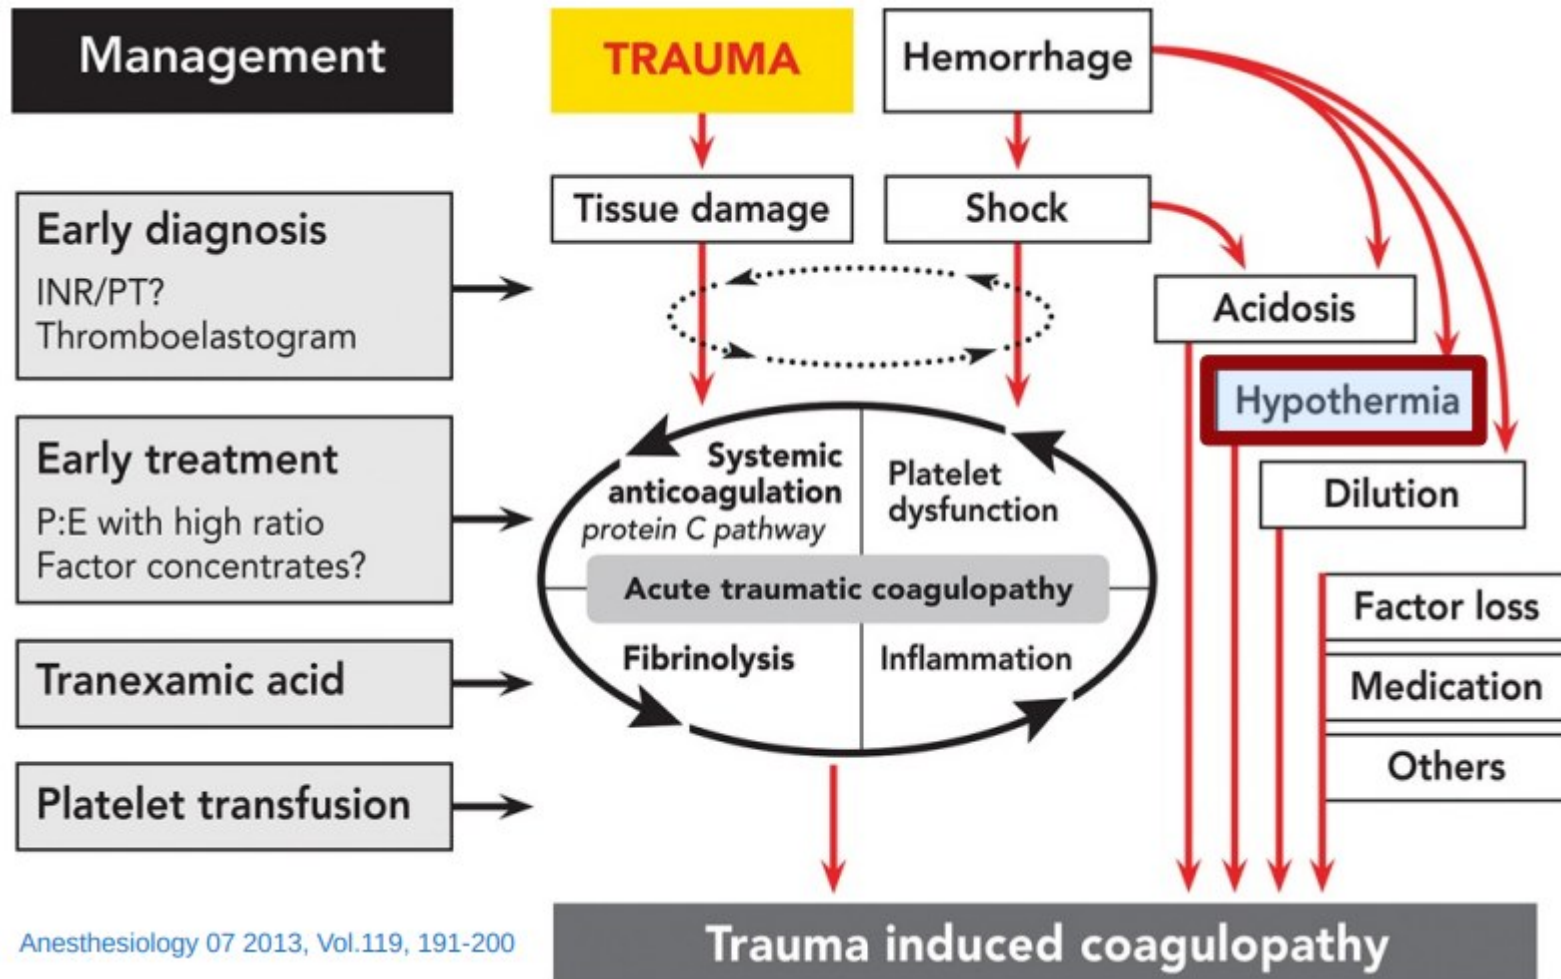 Management
TRAUMA
Hemorrhage
Tissue damage
Shock
Early diagnosis
INR/PT?
Thromboelastogram
Acidosis
Hypothermia
Dilution
Early treatment
P:E with high ratio
Factor concentrates?
Systemic
anticoagulation
protein C pathway
Platelet
dysfunction
Acute traumatic coagulopathy
Fibrinolysis
Inflammation
Factor loss
Medication
Others
Tranexamic acid
Platelet transfusion
Trauma induced coagulopathy
Anesthesiology 07 2013, Vol.119, 191-200